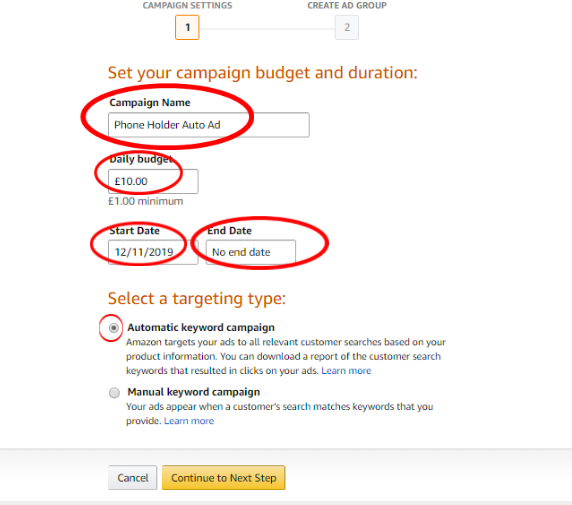 CAMPAIGN SETTINGS
CREATE AD GROUP
1
2
Set your campaign budget and duration:
Campaign Name
Phone Holder Auto Ad
Daily budget
£10.00
£1.00 minimum
Start Date
End Date
12/11/2019
No end date
Select a targeting type:
Automatic keyword campaign
Amazon targets your ads to all relevant customer searches based on your
product information. You can download a report of the customer search
keywords that resulted in clicks on your ads. Learn more
Manual keyword campaign
Your ads appear when a customer's search matches keywords that you
provide. Learn more
Cancel
Continue to Next Step